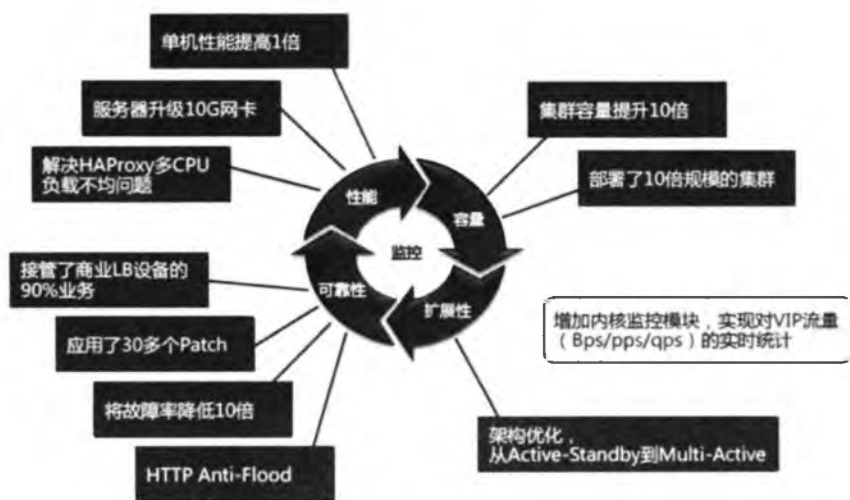 单机性能提高1倍
服务器升级10G网卡
解决HAProxy多CPU
负载不均问题
接管了商业LB设备的
90%业务
应用了30多个Patch
将故障率降低10倍
HTTP Anti-Flood
性能
容量
监控
可靠性
扩展性
集群容量提升10倍
部署了10倍规模的集群
增加内核监控模块，实现对VIP流量
（Bps/pps/qps）的实时统计
架构优化，
从Active-Standby到Multi-Active